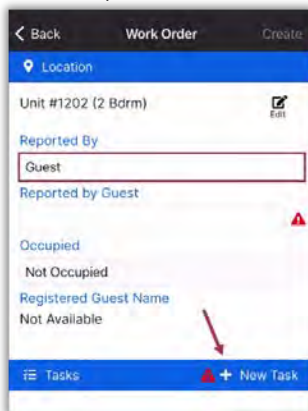 Back Work Order Create
Location
Unit #1202 (2 Bdrm)
Edit
Reported By
Guest
Reported by Guest
Occupied
Not Occupied
Registered Guest Name
Not Available
Tasks + New Task